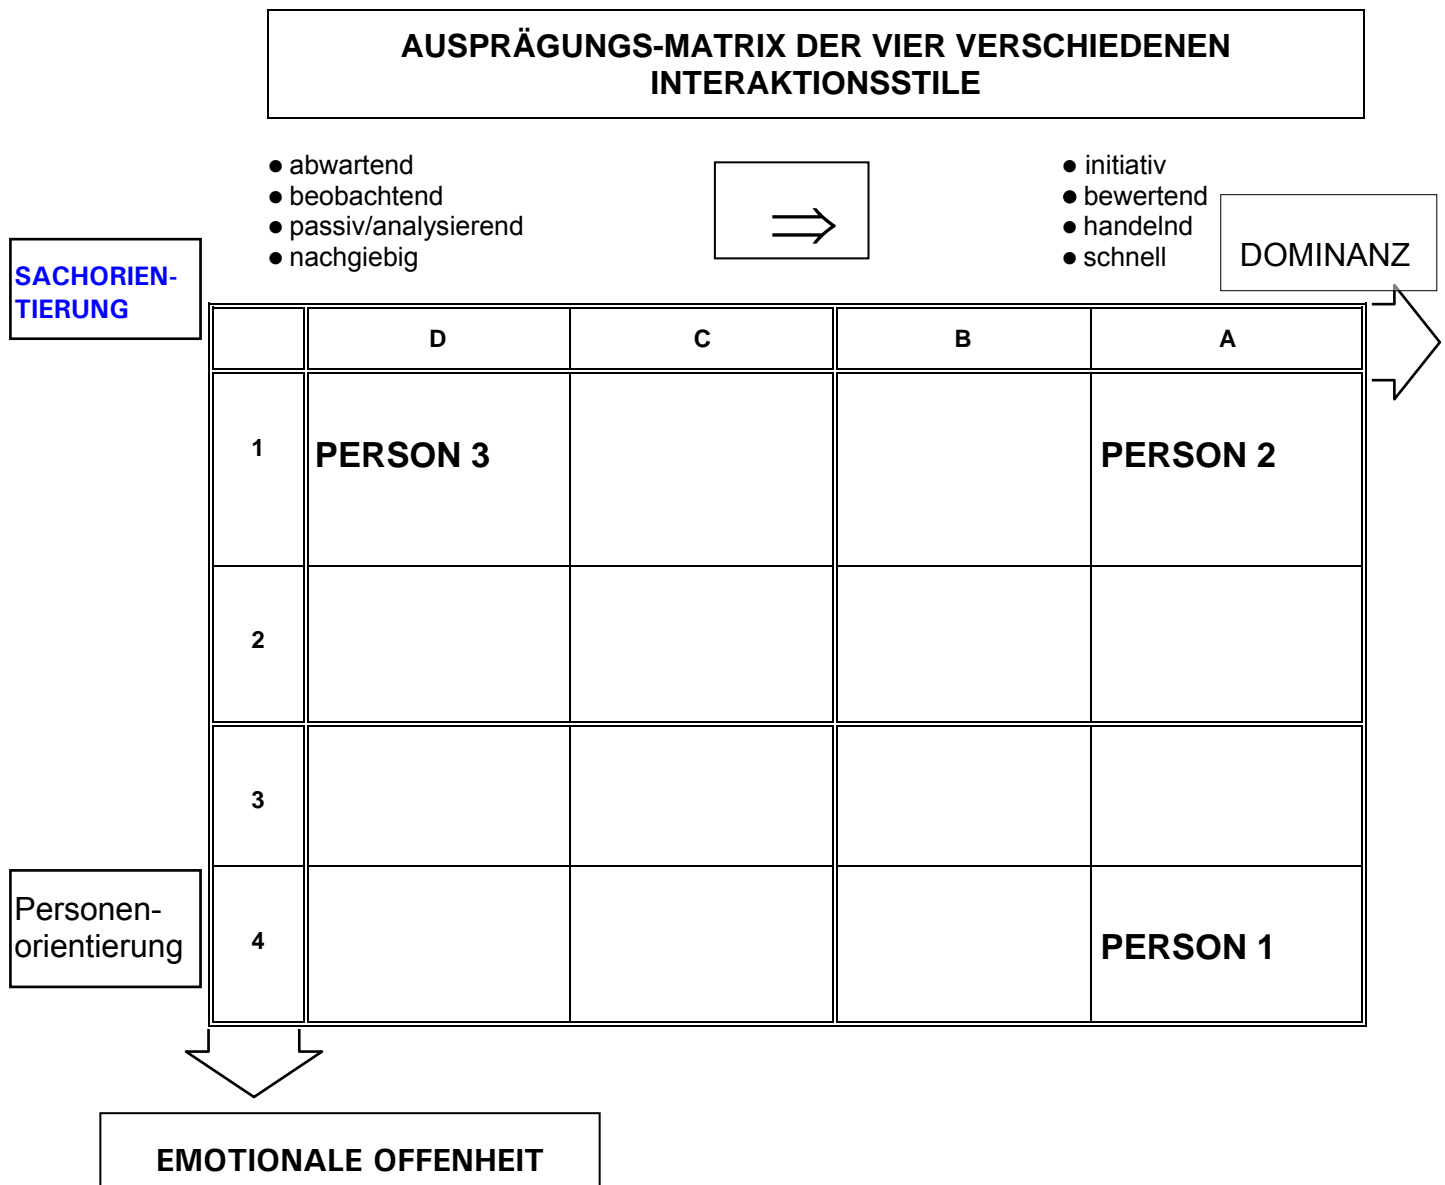 AUSPRÄGUNGS-MATRIX DER VIER VERSCHIEDENEN
INTERAKTIONSSTILE
● abwartend
● beobachtend
● passiv/analysierend
● nachgiebig
⇒
● initiativ
● bewertend
● handelnd
● schnell
DOMINANZ
SACHORIEN-
TIERUNG
D C B A
1 PERSON 3 PERSON 2
2
3
Personen-
orientierung
4 PERSON 1
EMOTIONALE OFFENHEIT